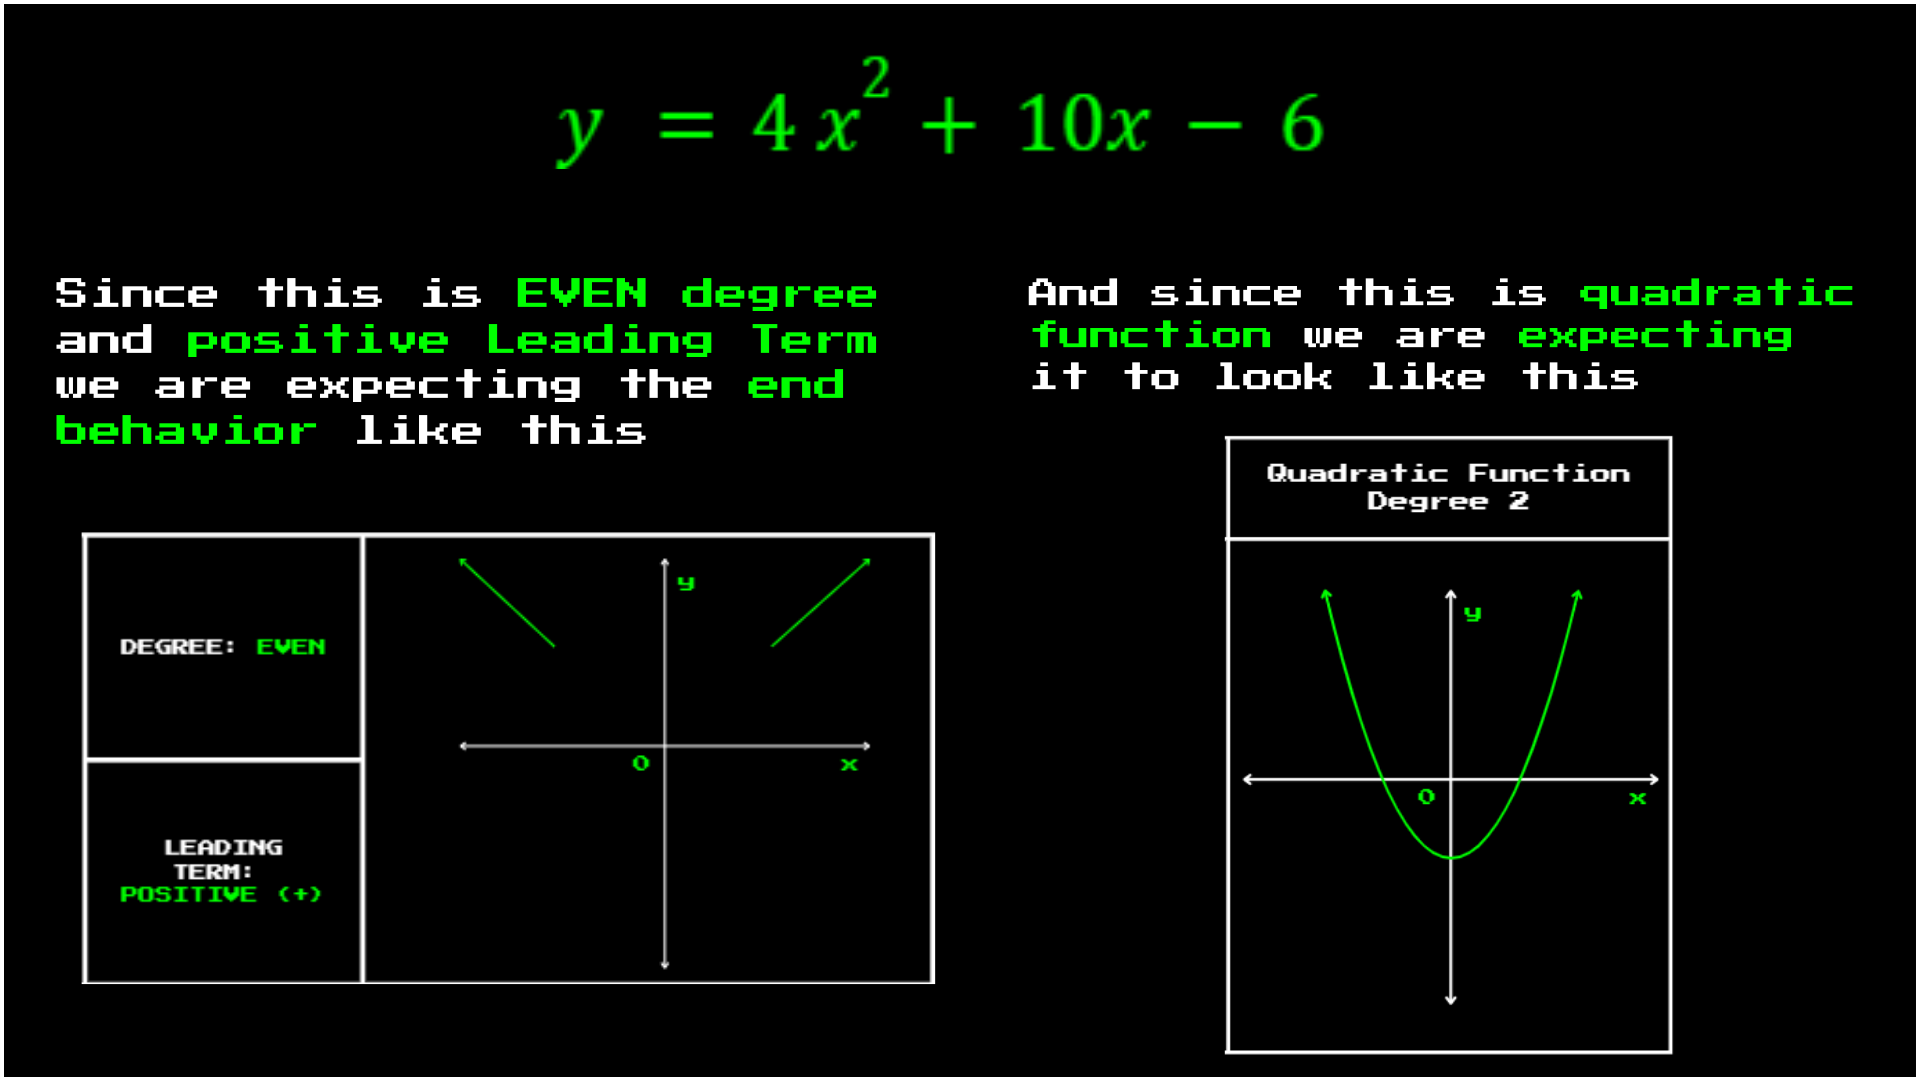 y = 4x² + 10x − 6
Since this is EVEN degree
and positive Leading Term
we are expecting the end
behavior like this
And since this is quadratic
function we are expecting
it to look like this
DEGREE: EVEN
LEADING
TERM:
POSITIVE (+)
y
0
x
Quadratic Function
Degree 2
y
0
x